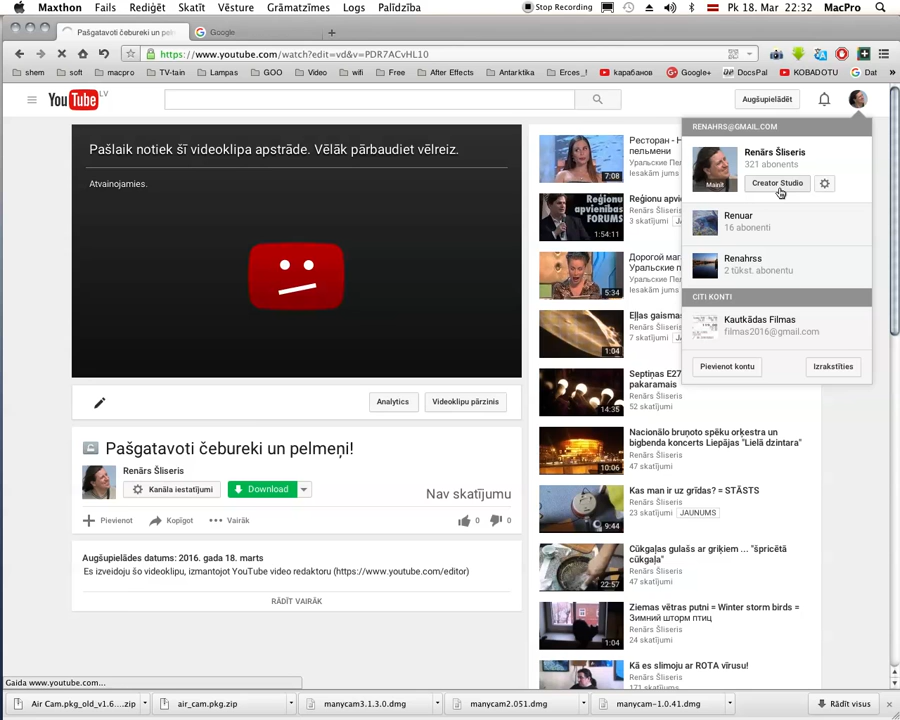 Maxthon Fails Rediģēt Skatīt Vēsture Grāmatzīmes Logs Palīdzība Stop Recording Pk 18. Mar 22:32 MacPro
Pašgatavoti čebureki un pelm
Google
https://www.youtube.com/watch?edit=vd&v=PDR7ACvHL10
shem soft macpro TV-tain Lampas GOO Video wifi Free After Effects Antarktika Erces_! карабанов Google+ DocsPal KOBADOTU Dat »
YouTube LV
Augšupielādēt
RENAHRS@GMAIL.COM
Renārs Šliseris
321 abonents
Mainīt
Creator Studio
Renuar
16 abonenti
Renahrss
2 tūkst. abonentu
CITI KONTI
Kautkādas Filmas
filmas2016@gmail.com
Pievienot kontu
Izrakstīties
Pašlaik notiek šī videoklipa apstrāde. Vēlāk pārbaudiet vēlreiz.
Atvainojamies.
Analytics
Videoklipu pārzinis
Pašgatavoti čebureki un pelmeņi!
Renārs Šliseris
Kanāla iestatījumi
Download
Nav skatījumu
Pievienot
Kopīgot
Vairāk
0
0
Augšupielādes datums: 2016. gada 18. marts
Es izveidoju šo videoklipu, izmantojot YouTube video redaktoru (https://www.youtube.com/editor)
RĀDĪT VAIRĀK
7:08
Ресторан - Н
пельмени
Уральские Пел
Iesakām jums
Reģionu
apvienības
FORUMS
1:54:11
Reģionu apvi
Renārs Šliseris
173 skatījumi
5:34
Дорогой маг
Уральские Пел
Iesakām jums
1:04
Eļļas gaismas
Renārs Šliseris
7 skatījumi
14:35
Septiņas E27
pakaramais
Renārs Šliseris
52 skatījumi
10:06
Nacionālo bruņoto spēku orķestra un
bigbenda koncerts Liepājas "Lielā dzintara"
Renārs Šliseris
47 skatījumi
9:44
Kas man ir uz grīdas? = STĀSTS
Renārs Šliseris
23 skatījumi
JAUNUMS
22:57
Cūkgaļas gulašs ar griķiem ... "špricētā
cūkgaļa"
Renārs Šliseris
47 skatījumi
1:04
Ziemas vētras putni = Winter storm birds =
Зимний шторм птиц
Renārs Šliseris
24 skatījumi
Kā es slimoju ar ROTA vīrusu!
Renārs Šliseris
Gaida www.youtube.com...
Air Cam.pkg_old_v1.6....zip
air_cam.pkg.zip
manycam3.1.3.0.dmg
manycam2.051.dmg
manycam-1.0.41.dmg
Rādīt visus